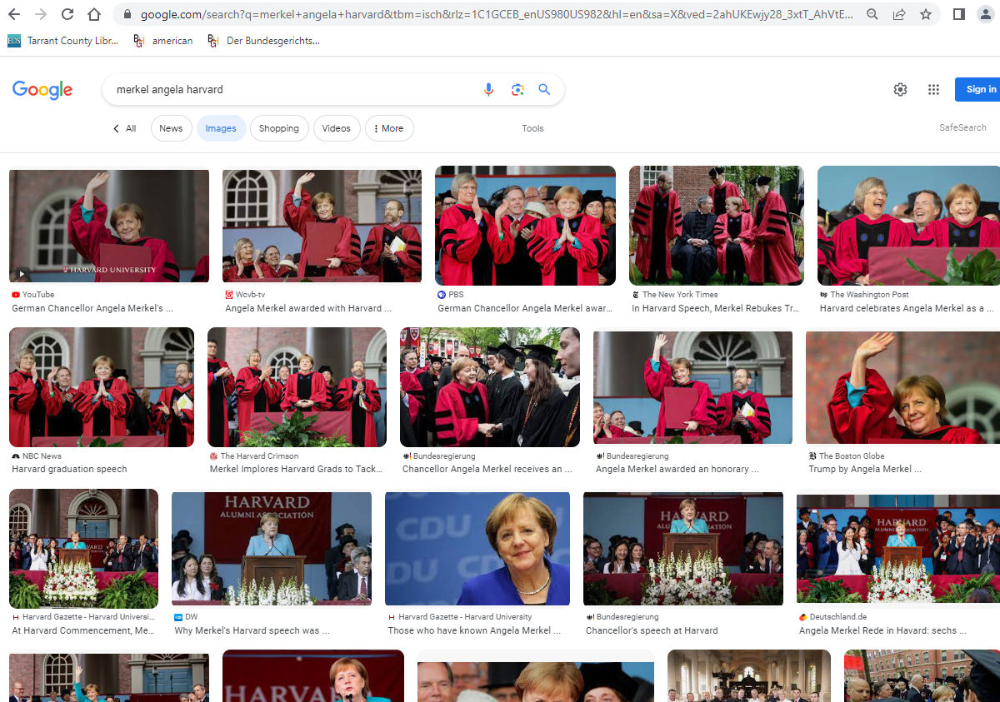 google.com/search?q=merkel+angela+harvard&tbm=isch&rlz=1C1GCEB_enUS980US982&hl=en&sa=X&ved=2ahUKEwjy28_3xtT_AhVtE...
EOS Tarrant County Libr... american Der Bundesgerichts...
Google merkel angela harvard Sign in
All News Images Shopping Videos More Tools SafeSearch
HARVARD UNIVERSITY
YouTube Wcvb-tv PBS The New York Times The Washington Post
German Chancellor Angela Merkel's ... Angela Merkel awarded with Harvard ... German Chancellor Angela Merkel awar... In Harvard Speech, Merkel Rebukes Tr... Harvard celebrates Angela Merkel as a ...
NBC News The Harvard Crimson Bundesregierung Bundesregierung The Boston Globe
Harvard graduation speech Merkel Implores Harvard Grads to Tack... Chancellor Angela Merkel receives an ... Angela Merkel awarded an honorary ... Trump by Angela Merkel ...
HARVARD
ALUMNI ASSOCIATION
CDU
Harvard Gazette - Harvard Universi... DW Harvard Gazette - Harvard University Bundesregierung Deutschland.de
At Harvard Commencement, Me... Why Merkel's Harvard speech was ... Those who have known Angela Merkel ... Chancellor's speech at Harvard Angela Merkel Rede in Havard: sechs ...
HARVARD